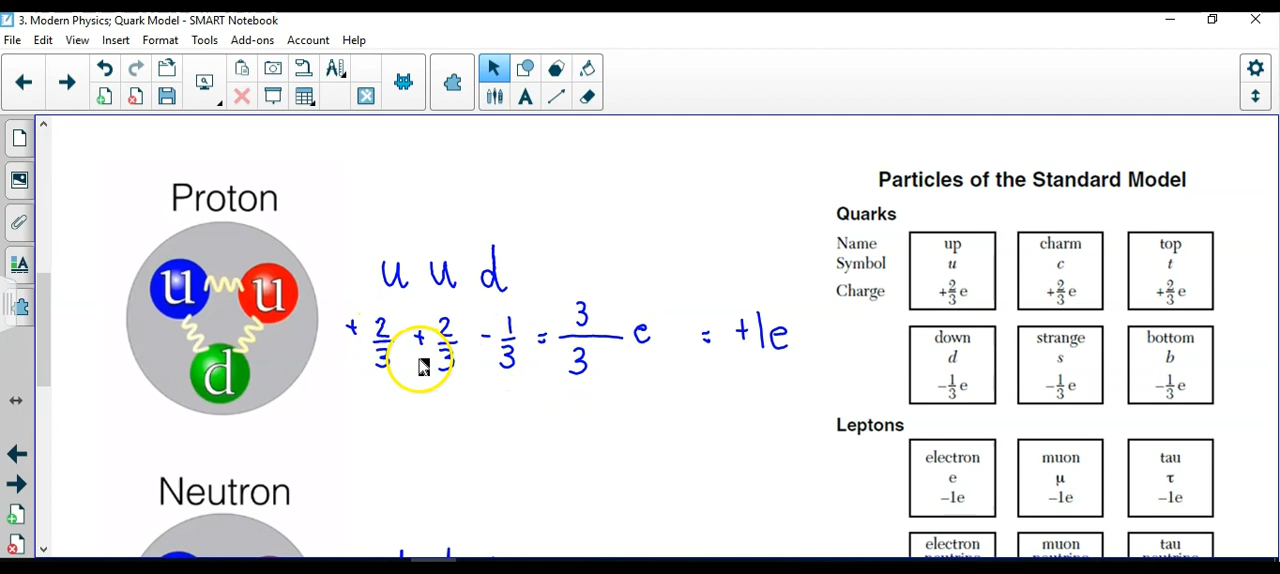 3. Modern Physics; Quark Model - SMART Notebook
File Edit View Insert Format Tools Add-ons Account Help
Proton
u u
d
u u d
+ 2/3 + 2/3 - 1/3 = 3/3 e = +1e
Neutron
Particles of the Standard Model
Quarks
Name up charm top
Symbol u c t
Charge +2/3 e +2/3 e +2/3 e
down strange bottom
d s b
-1/3 e -1/3 e -1/3 e
Leptons
electron muon tau
e μ τ
-1e -1e -1e
electron muon tau
neutrino neutrino neutrino